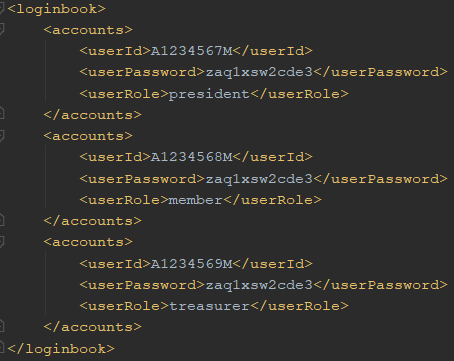 <loginbook>
<accounts>
<userId>A1234567M</userId>
<userPassword>zaq1xsw2cde3</userPassword>
<userRole>president</userRole>
</accounts>
<accounts>
<userId>A1234568M</userId>
<userPassword>zaq1xsw2cde3</userPassword>
<userRole>member</userRole>
</accounts>
<accounts>
<userId>A1234569M</userId>
<userPassword>zaq1xsw2cde3</userPassword>
<userRole>treasurer</userRole>
</accounts>
</loginbook>